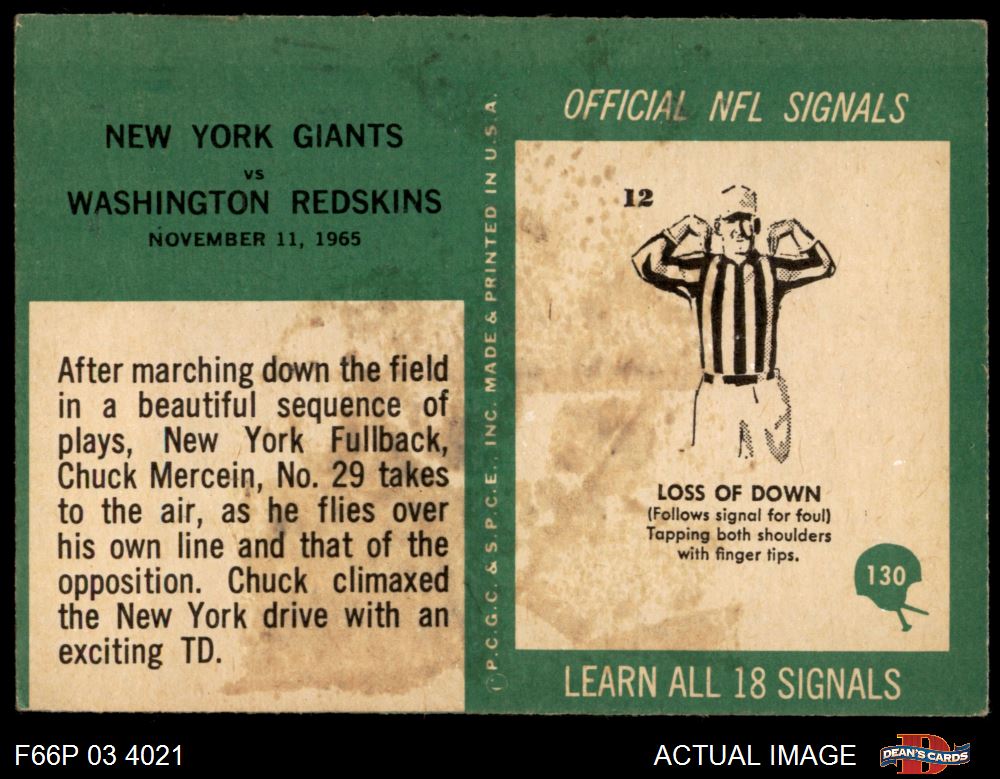 NEW YORK GIANTS
vs
WASHINGTON REDSKINS
NOVEMBER 11, 1965
After marching down the field
in a beautiful sequence of
plays, New York Fullback,
Chuck Mercein, No. 29 takes
to the air, as he flies over
his own line and that of the
opposition. Chuck climaxed
the New York drive with an
exciting TD.
© P.C.G.C. & S.P.C.E., INC. MADE & PRINTED IN U.S.A.
OFFICIAL NFL SIGNALS
12
LOSS OF DOWN
(Follows signal for foul)
Tapping both shoulders
with finger tips.
130
LEARN ALL 18 SIGNALS
F66P 03 4021
ACTUAL IMAGE
DEAN'S CARDS